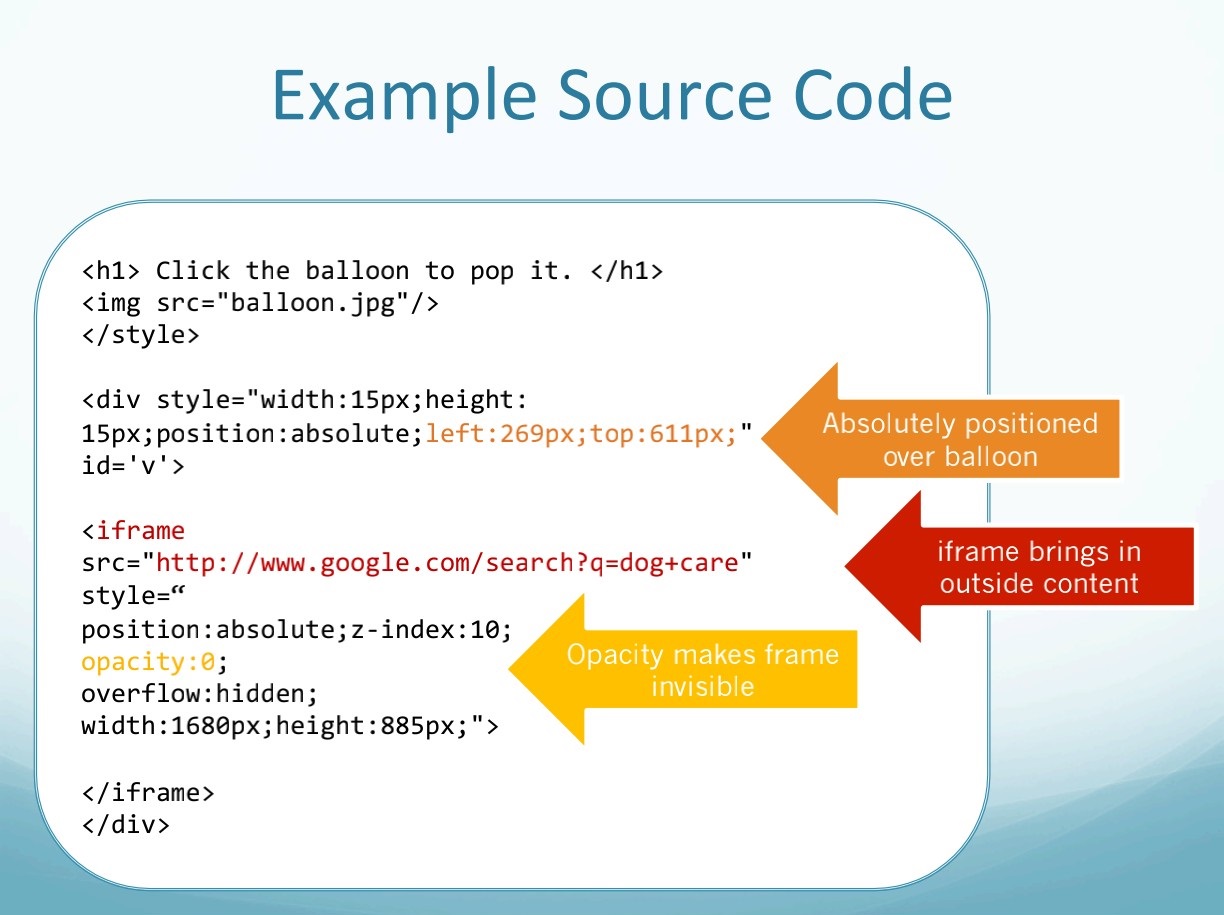 Example Source Code
<h1> Click the balloon to pop it. </h1>
<img src="balloon.jpg"/>
</style>
<div style="width:15px;height:
15px;position:absolute;left:269px;top:611px;"
id='v'>
Absolutely positioned
over balloon
<iframe
src="http://www.google.com/search?q=dog+care"
style=“
position:absolute;z-index:10;
opacity:0;
overflow:hidden;
width:1680px;height:885px;">
iframe brings in
outside content
Opacity makes frame
invisible
</iframe>
</div>